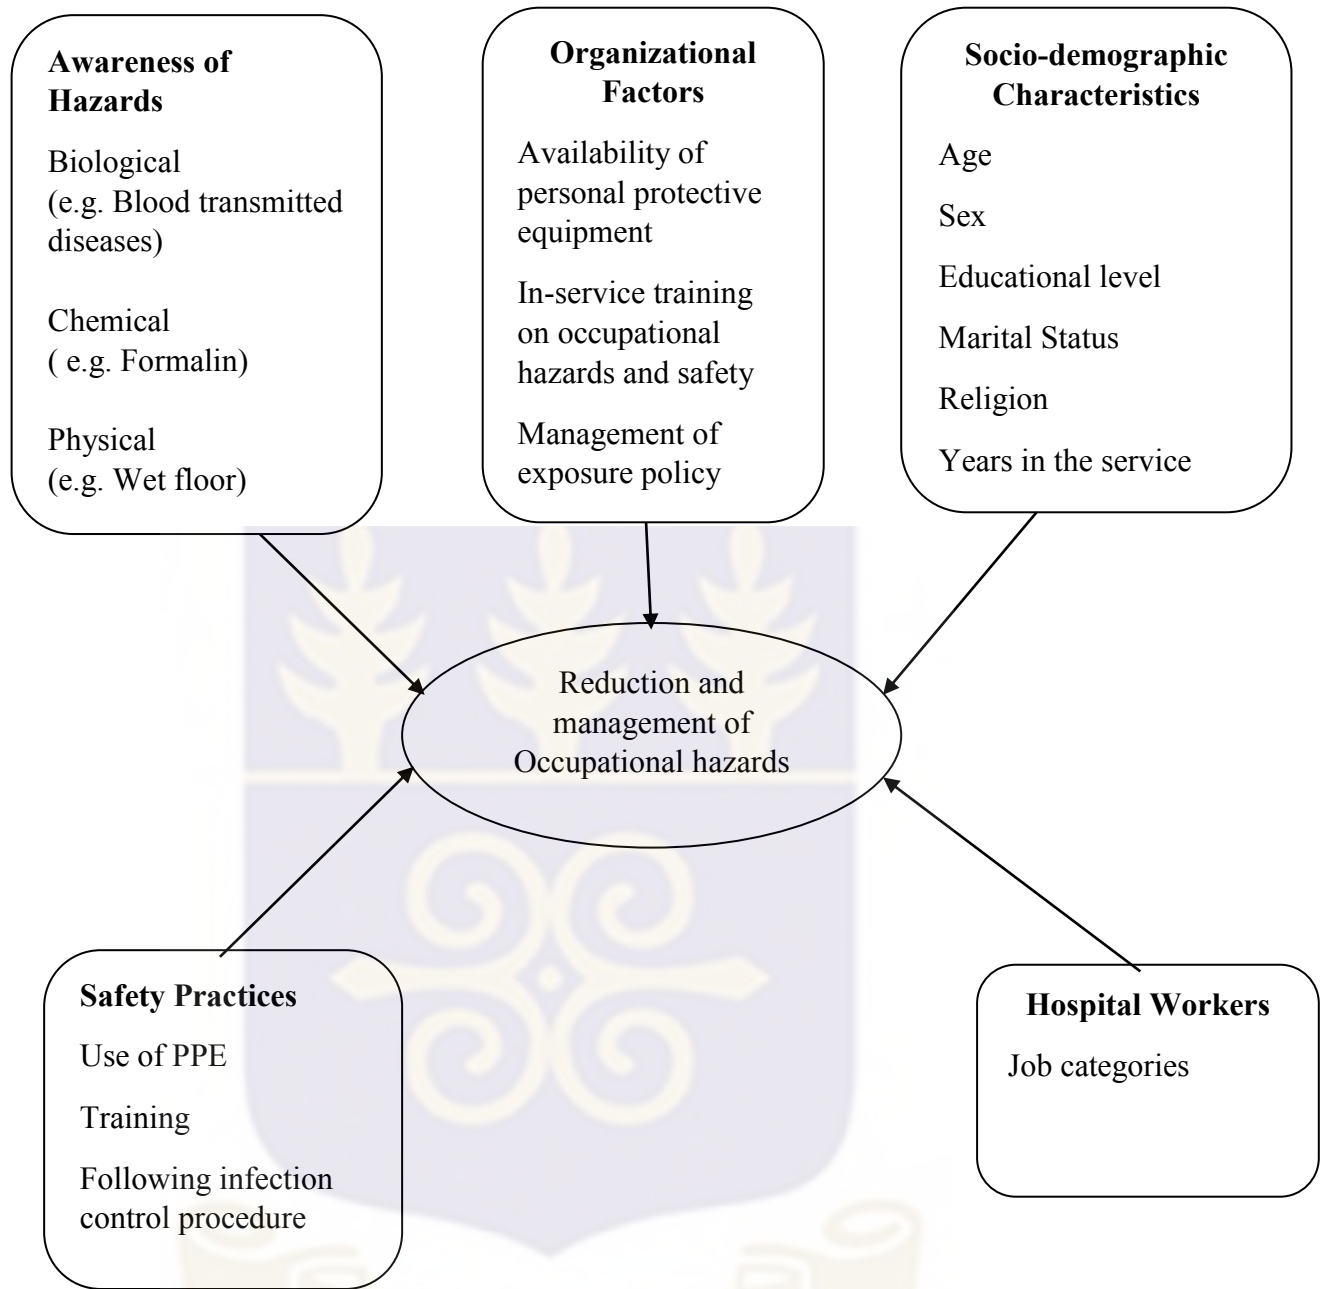 Awareness of
Hazards
Biological
(e.g. Blood transmitted
diseases)
Chemical
( e.g. Formalin)
Physical
(e.g. Wet floor)
Organizational
Factors
Availability of
personal protective
equipment
In-service training
on occupational
hazards and safety
Management of
exposure policy
Socio-demographic
Characteristics
Age
Sex
Educational level
Marital Status
Religion
Years in the service
Reduction and
management of
Occupational hazards
Safety Practices
Use of PPE
Training
Following infection
control procedure
Hospital Workers
Job categories